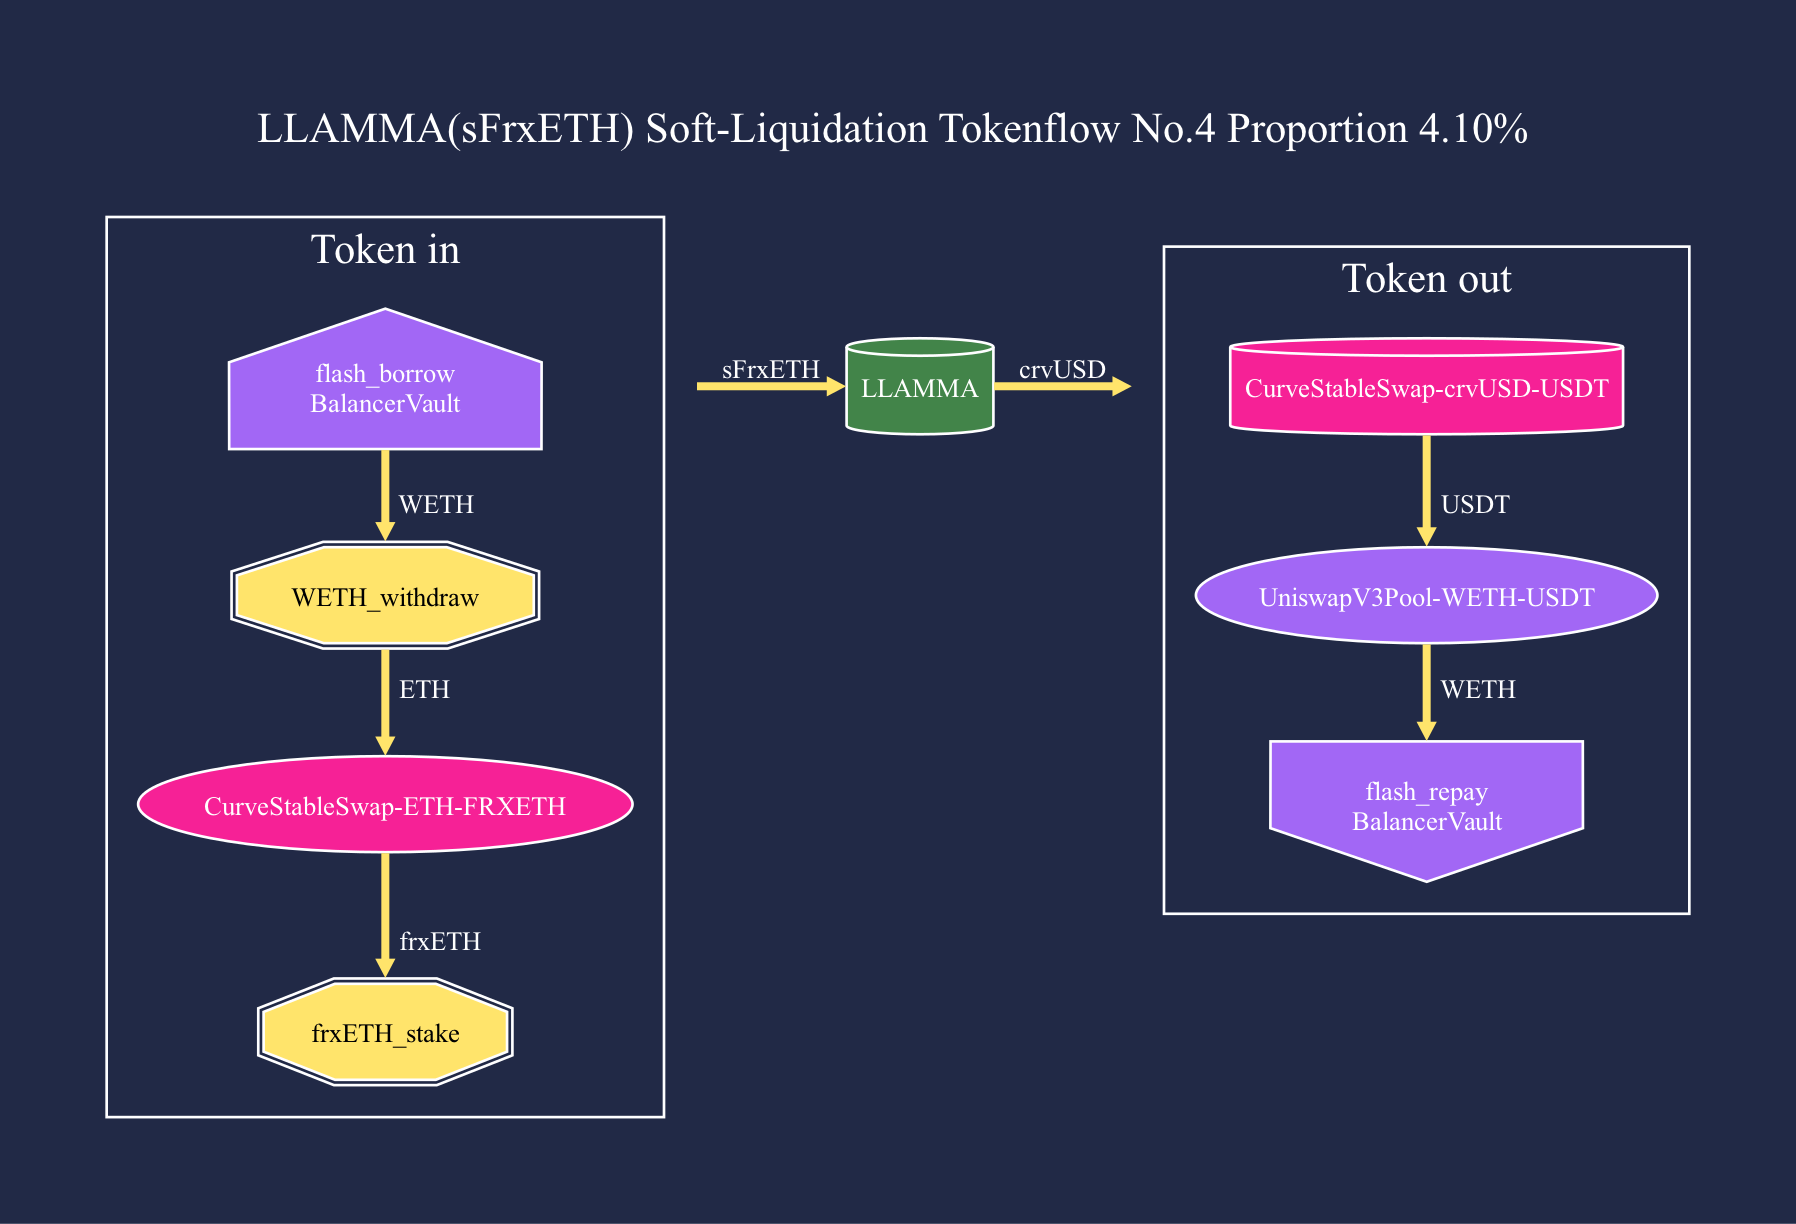 LLAMMA(sFrxETH) Soft-Liquidation Tokenflow No.4 Proportion 4.10%
Token in
flash_borrow
BalancerVault
WETH
WETH_withdraw
ETH
CurveStableSwap-ETH-FRXETH
frxETH
frxETH_stake
sFrxETH
LLAMMA
crvUSD
Token out
CurveStableSwap-crvUSD-USDT
USDT
UniswapV3Pool-WETH-USDT
WETH
flash_repay
BalancerVault